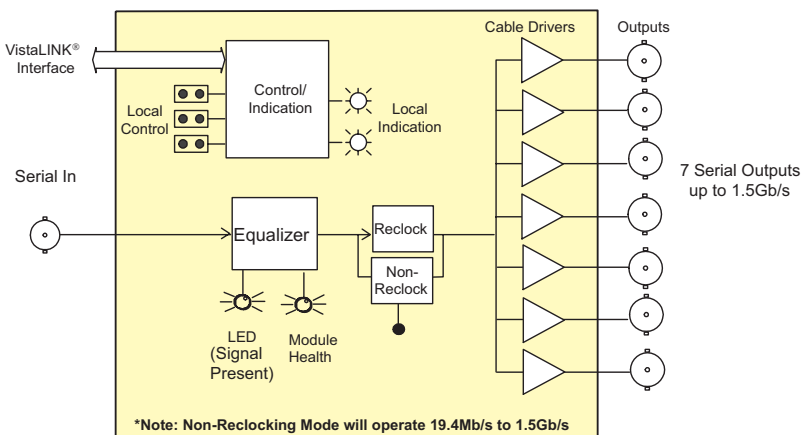 Cable Drivers
Outputs
VistaLINK®
Interface
Control/
Indication
Local
Control
Local
Indication
7 Serial Outputs
up to 1.5Gb/s
Serial In
Equalizer
Reclock
Non-
Reclock
LED
(Signal
Present)
Module
Health
*Note: Non-Reclocking Mode will operate 19.4Mb/s to 1.5Gb/s